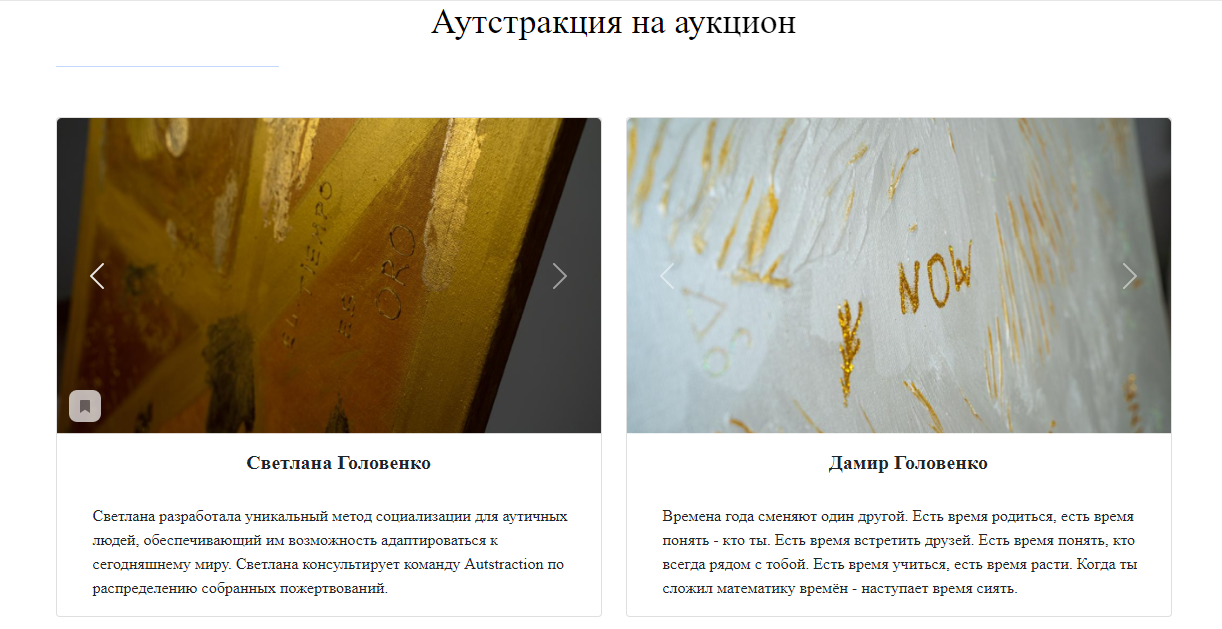 Аутстракция на аукцион
EL TIEMPO
ES
ORO
NOW
Светлана Головенко
Светлана разработала уникальный метод социализации для аутичных
людей, обеспечивающий им возможность адаптироваться к
сегодняшнему миру. Светлана консультирует команду Autstraction по
распределению собранных пожертвований.
Дамир Головенко
Времена года сменяют один другой. Есть время родиться, есть время
понять - кто ты. Есть время встретить друзей. Есть время понять, кто
всегда рядом с тобой. Есть время учиться, есть время расти. Когда ты
сложил математику времён - наступает время сиять.